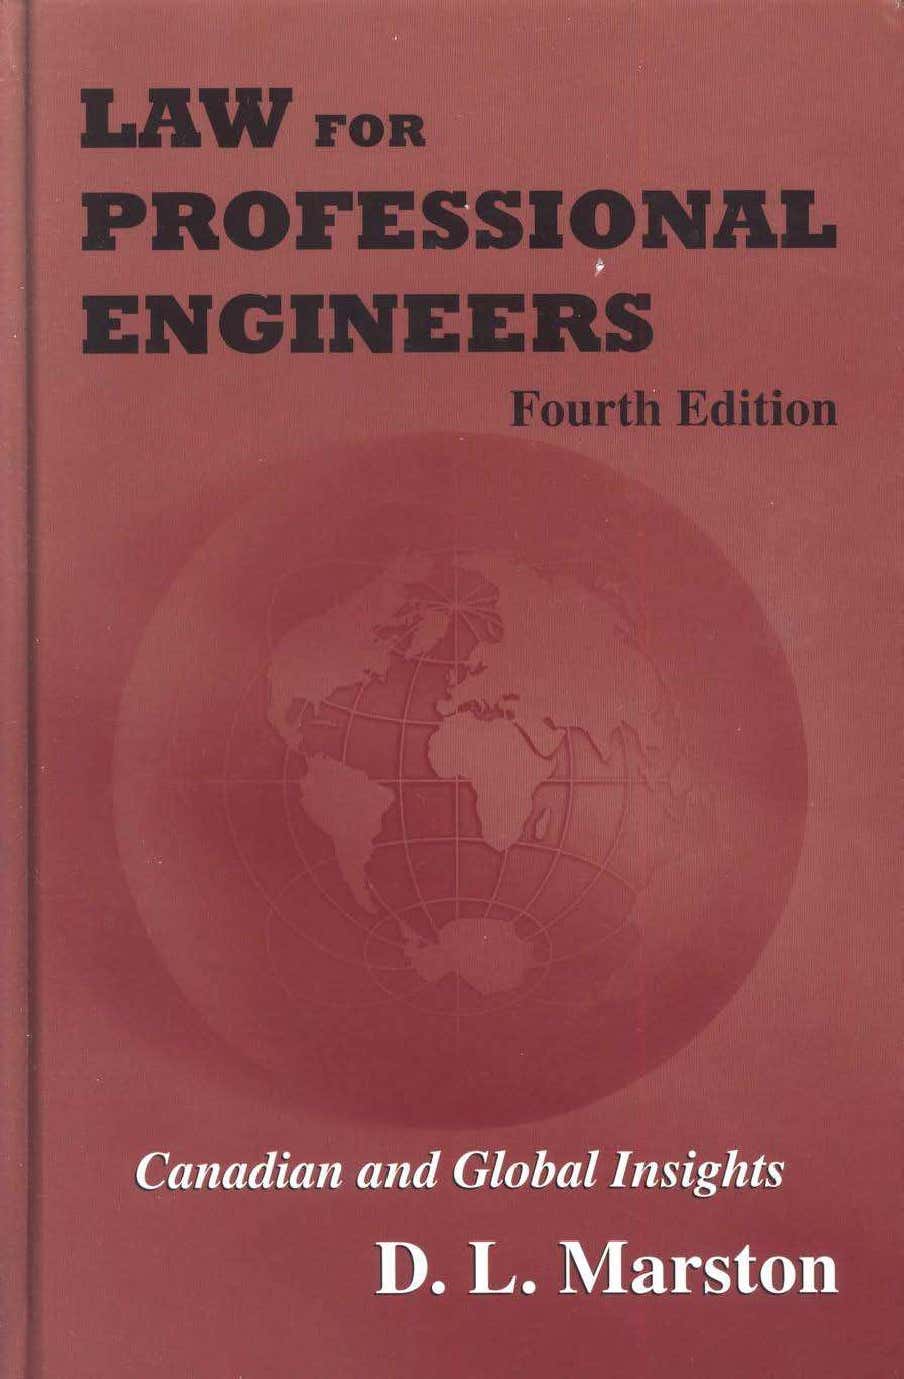 LAW FOR
PROFESSIONAL
ENGINEERS
Fourth Edition
Canadian and Global Insights
D. L. Marston